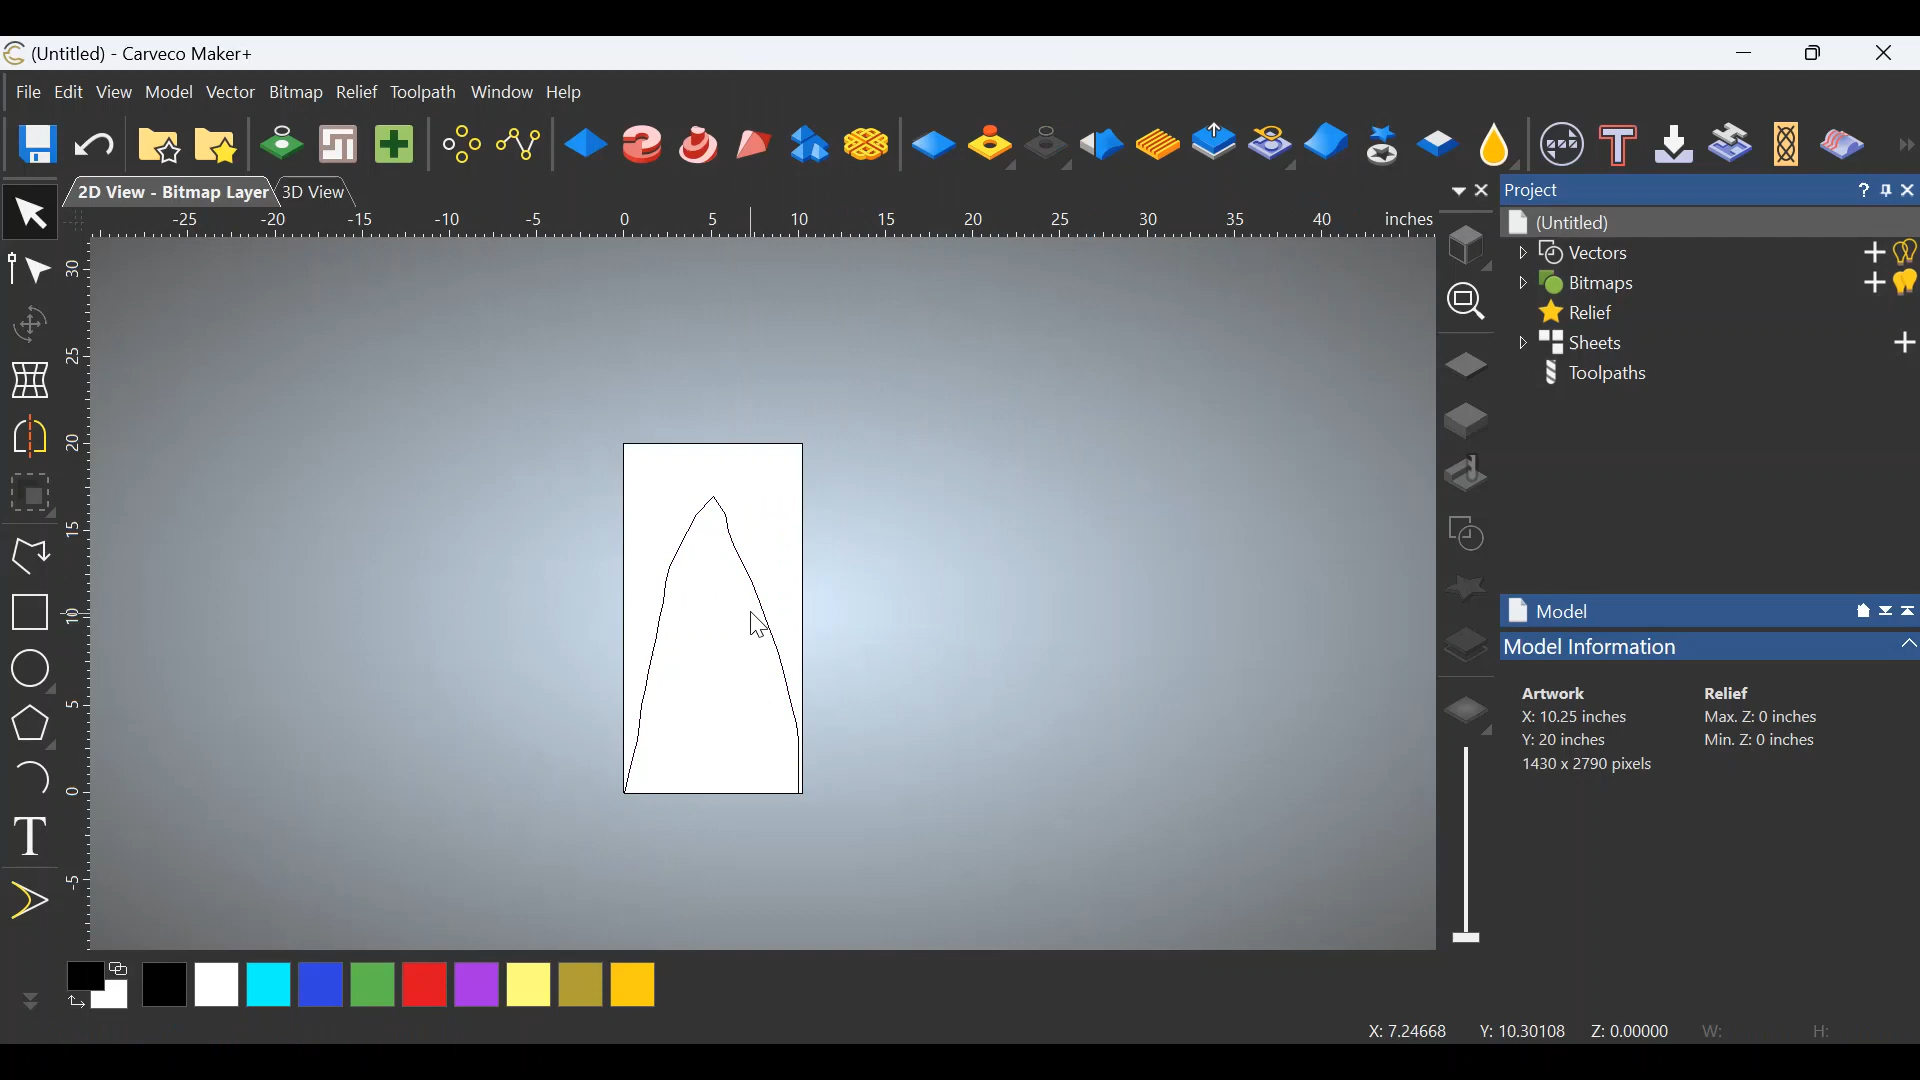 (Untitled) - Carveco Maker+
File Edit View Model Vector Bitmap Relief Toolpath Window Help
2D View - Bitmap Layer 3D View
Project ?
-25 -20 -15 -10 -5 0 5 10 15 20 25 30 35 40 inches
(Untitled)
Vectors
Bitmaps
Relief
Sheets
Toolpaths
30
25
20
15
10
5
0
-5
Model
Model Information
Artwork Relief
X: 10.25 inches Max. Z: 0 inches
Y: 20 inches Min. Z: 0 inches
1430 x 2790 pixels
T
X: 7.24668 Y: 10.30108 Z: 0.00000 W: H: